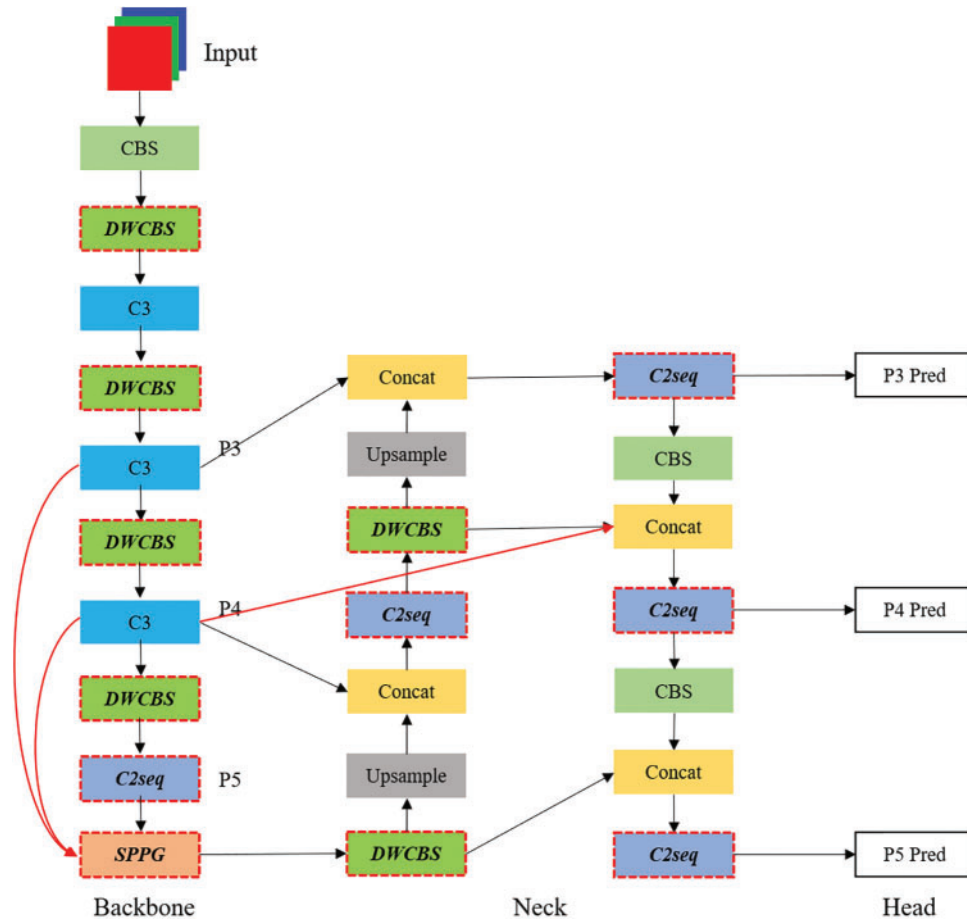 Input
CBS
DWCBS
C3
DWCBS
C3
P3
DWCBS
C3
P4
DWCBS
C2seq
P5
SPPG
Backbone
Concat
Upsample
DWCBS
C2seq
Concat
Upsample
DWCBS
Neck
C2seq
CBS
Concat
C2seq
CBS
Concat
C2seq
P3 Pred
P4 Pred
P5 Pred
Head